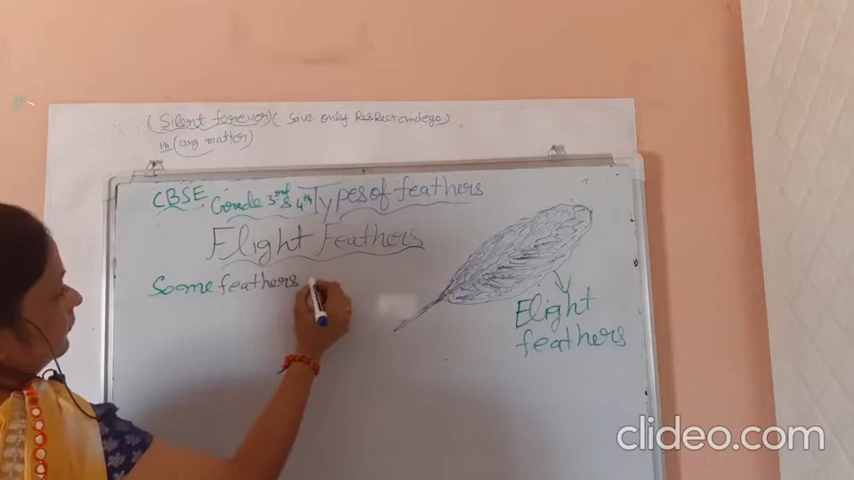 (Silent forever) (Save only Respect and ego)
in (any matter)
CBSE Grade 3rd & 4th Types of feathers
Flight Feathers
Some feathers
Flight
feathers
clideo.com